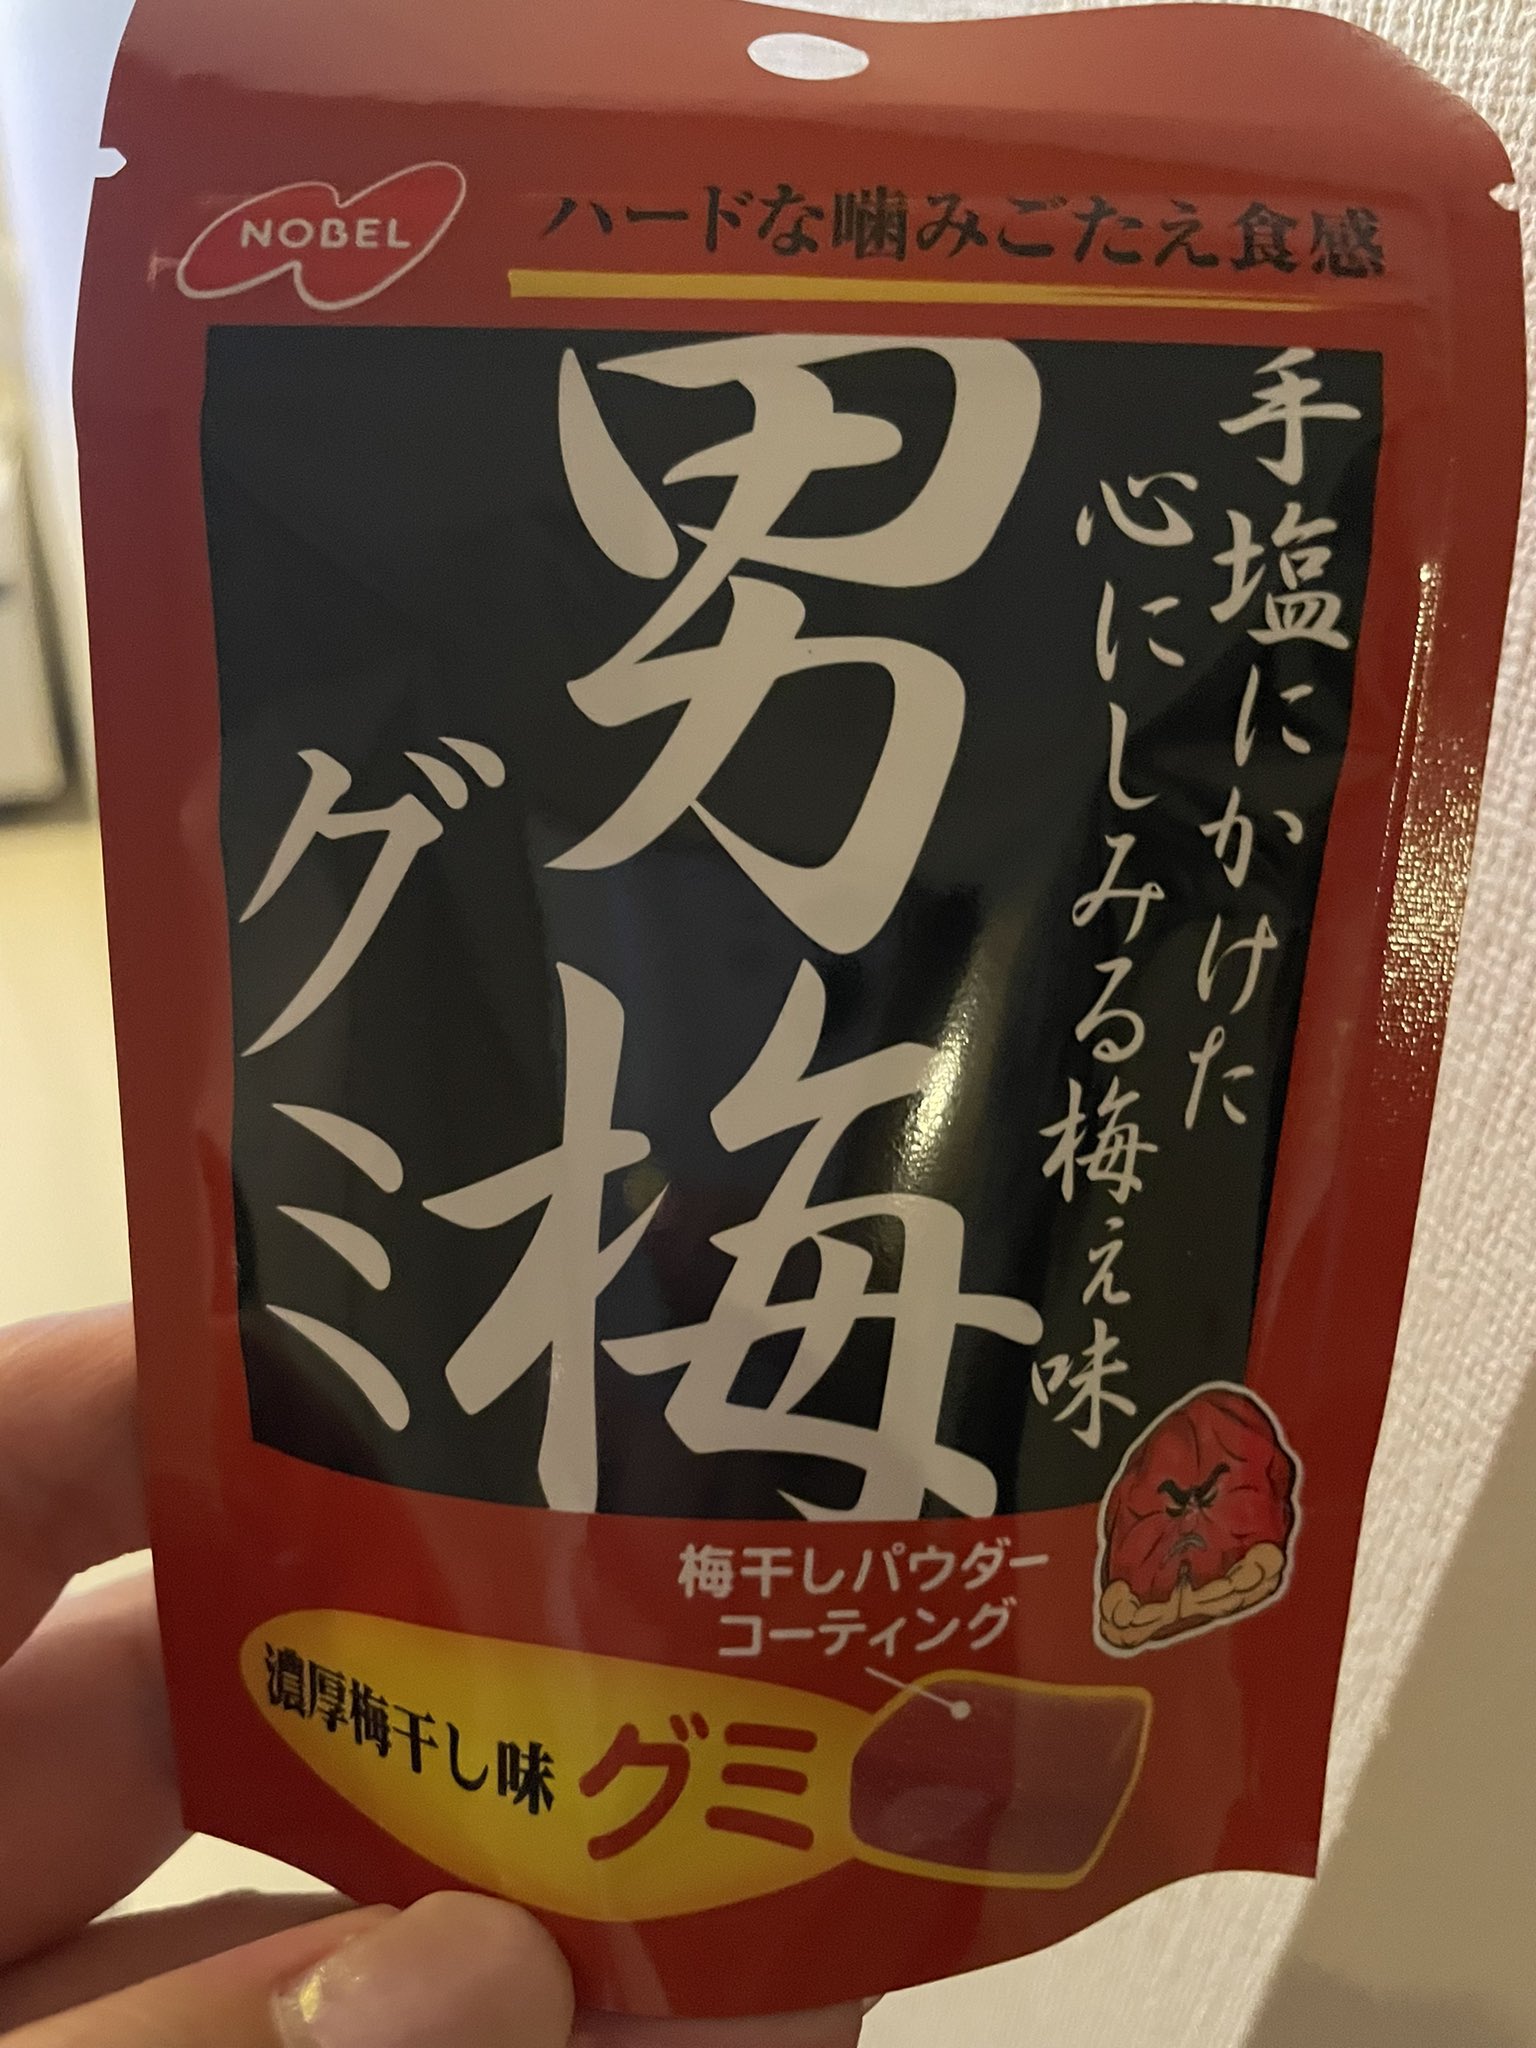 NOBEL
ハードな噛みごたえ食感
手塩にかけた
心にしみる梅ぇ味
男梅
グミ
梅干しパウダー
コーティング
濃厚梅干し味グミ